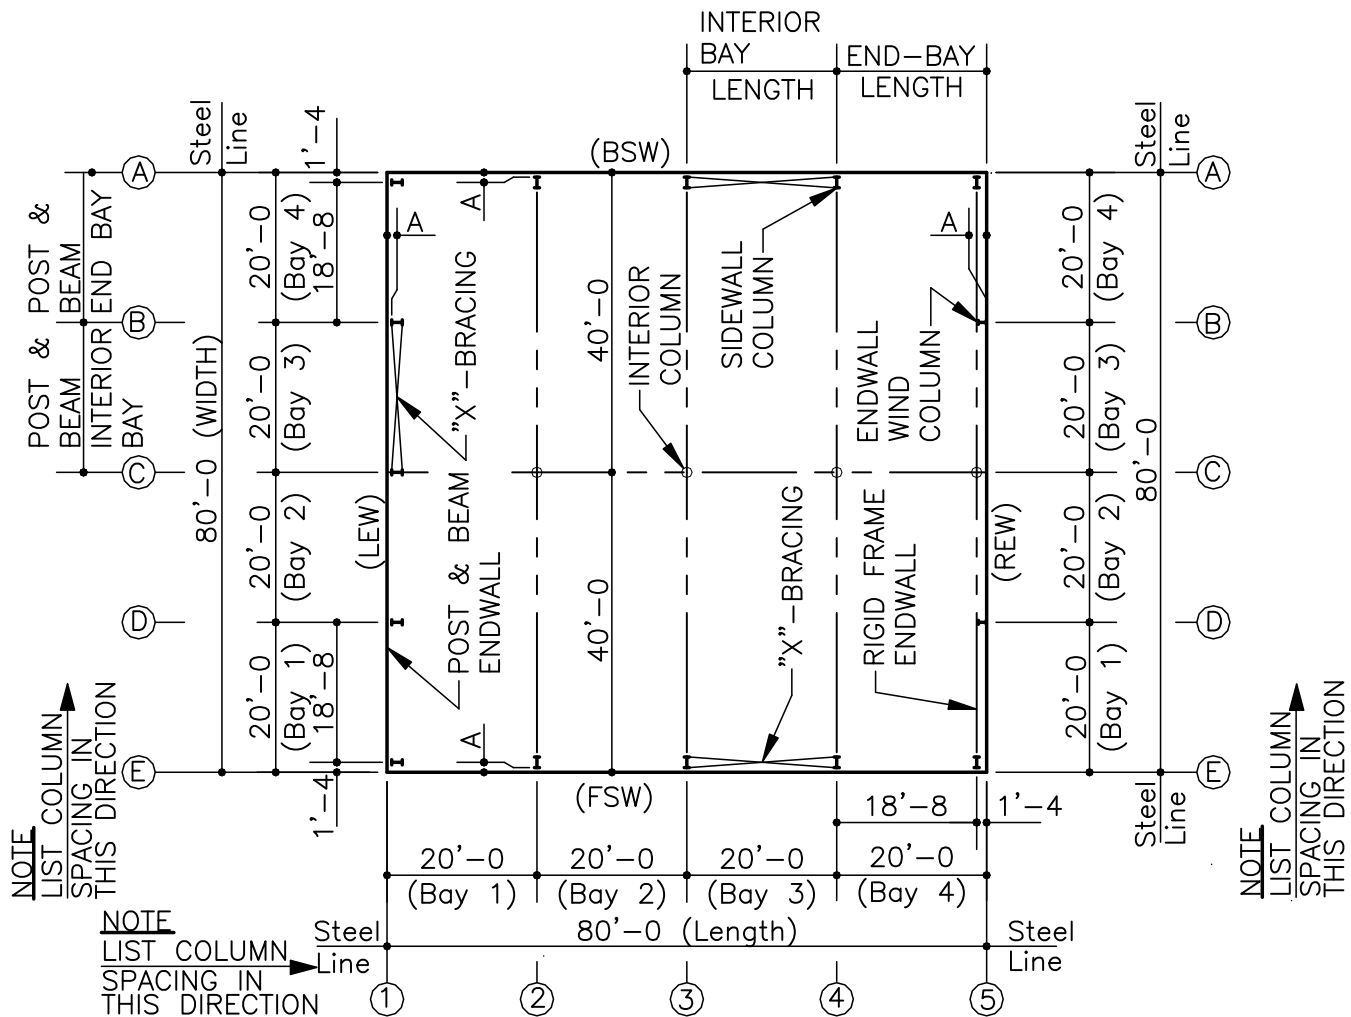 INTERIOR
BAY
LENGTH
END-BAY
LENGTH
Steel
Line
1'-4
(BSW)
Steel
Line
A
A
POST &
BEAM
END BAY
20'-0
(Bay 4)
18'-8
A
A
A
20'-0
(Bay 4)
B
B
POST &
BEAM
INTERIOR
BAY
80'-0 (WIDTH)
20'-0
(Bay 3)
"X"-BRACING
40'-0
INTERIOR
COLUMN
SIDEWALL
COLUMN
ENDWALL
WIND
COLUMN
20'-0
(Bay 3)
80'-0
C
C
(LEW)
20'-0
(Bay 2)
POST & BEAM
ENDWALL
40'-0
"X"-BRACING
RIGID FRAME
ENDWALL
(REW)
20'-0
(Bay 2)
D
D
20'-0
(Bay 1)
18'-8
A
20'-0
(Bay 1)
E
E
1'-4
(FSW)
18'-8
1'-4
Steel
Line
NOTE
LIST COLUMN
SPACING IN
THIS DIRECTION
NOTE
LIST COLUMN
SPACING IN
THIS DIRECTION
20'-0
(Bay 1)
20'-0
(Bay 2)
20'-0
(Bay 3)
20'-0
(Bay 4)
NOTE
LIST COLUMN
SPACING IN
THIS DIRECTION
Steel
Line
80'-0 (Length)
Steel
Line
1
2
3
4
5